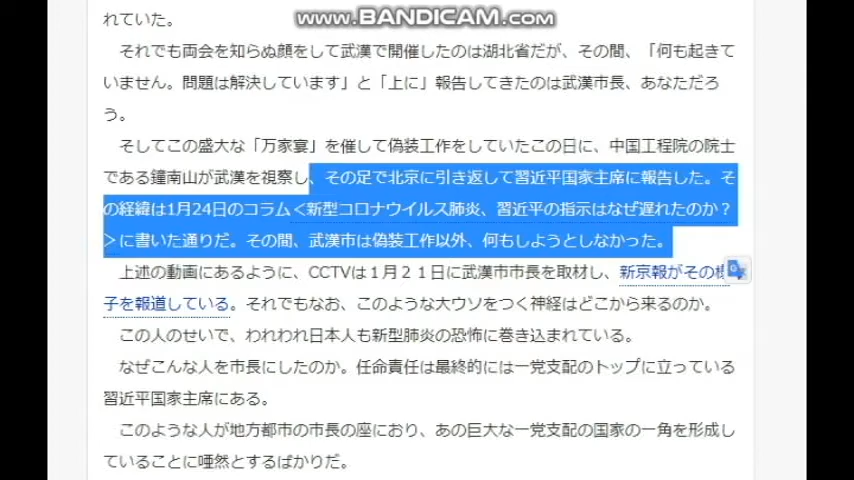 www.BANDICAM.com
れていた。
それでも両会を知らぬ顔をして武漢で開催したのは湖北省だが、その間、「何も起きて
いません。問題は解決しています」と「上に」報告してきたのは武漢市長、あなただろ
う。
そしてこの盛大な「万家宴」を催して偽装工作をしていたこの日に、中国工程院の院士
である鐘南山が武漢を視察し、その足で北京に引き返して習近平国家主席に報告した。そ
の経緯は1月24日のコラム＜新型コロナウイルス肺炎、習近平の指示はなぜ遅れたのか？
＞に書いた通りだ。その間、武漢市は偽装工作以外、何もしようとしなかった。
上述の動画にあるように、CCTVは１月２１日に武漢市市長を取材し、新京報がその様
子を報道している。それでもなお、このような大ウソをつく神経はどこから来るのか。
この人のせいで、われわれ日本人も新型肺炎の恐怖に巻き込まれている。
なぜこんな人を市長にしたのか。任命責任は最終的には一党支配のトップに立っている
習近平国家主席にある。
このような人が地方都市の市長の座におり、あの巨大な一党支配の国家の一角を形成し
ていることに唖然とするばかりだ。